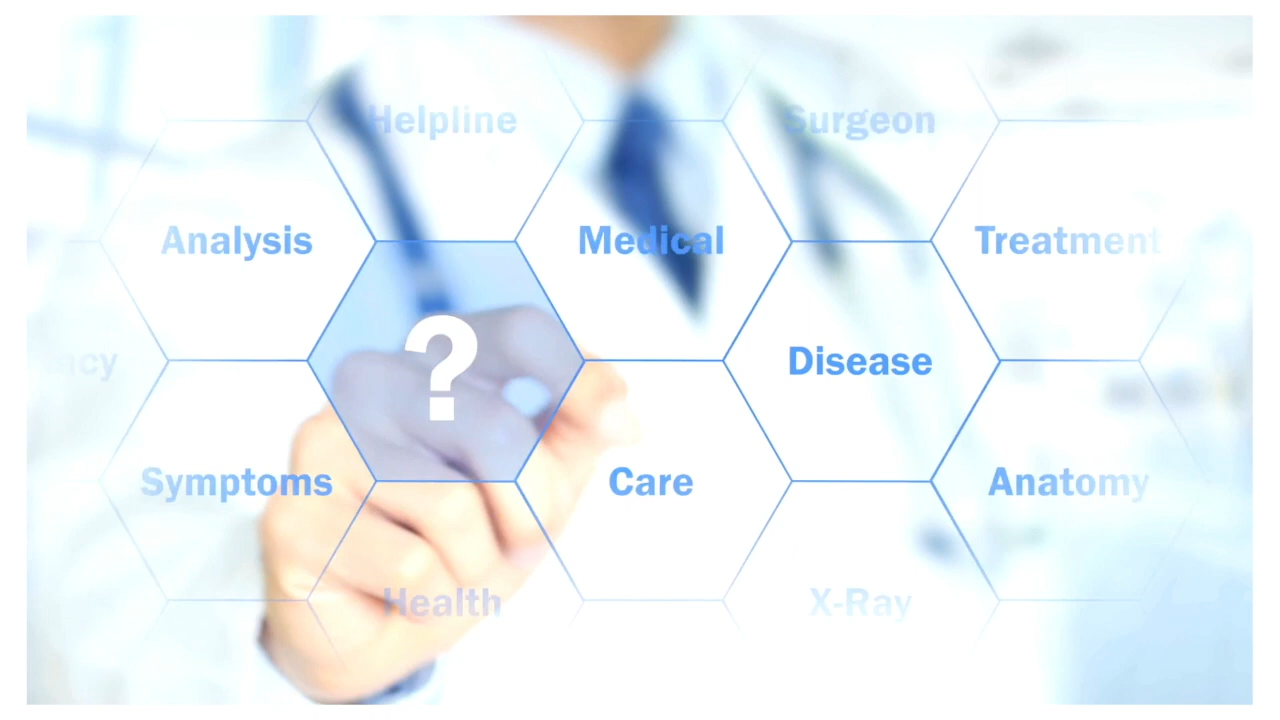 Helpline
Surgeon
Analysis
Medical
Treatment
?
Disease
Symptoms
Care
Anatomy
Health
X-Ray